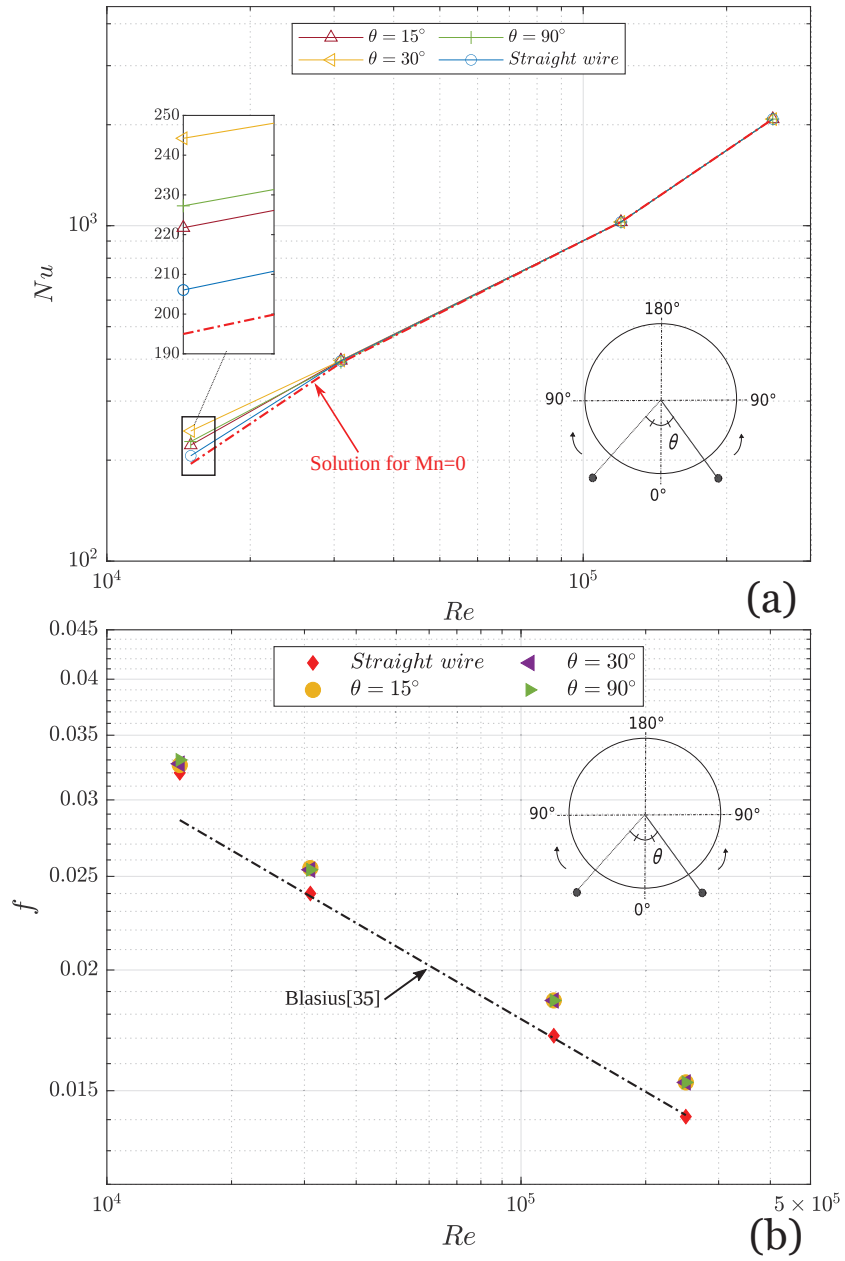 θ = 15° θ = 90°
θ = 30° Straight wire
250
240
230
220
210
200
190
10³
10²
Nu
Solution for Mn=0
180°
90° 90°
θ
0°
10⁴ 10⁵
Re
(a)
0.045
0.04
0.035
0.03
0.025
0.02
0.015
f
Straight wire θ = 30°
θ = 15° θ = 90°
180°
90° 90°
θ
0°
Blasius[35]
10⁴ 10⁵ 5 × 10⁵
Re
(b)